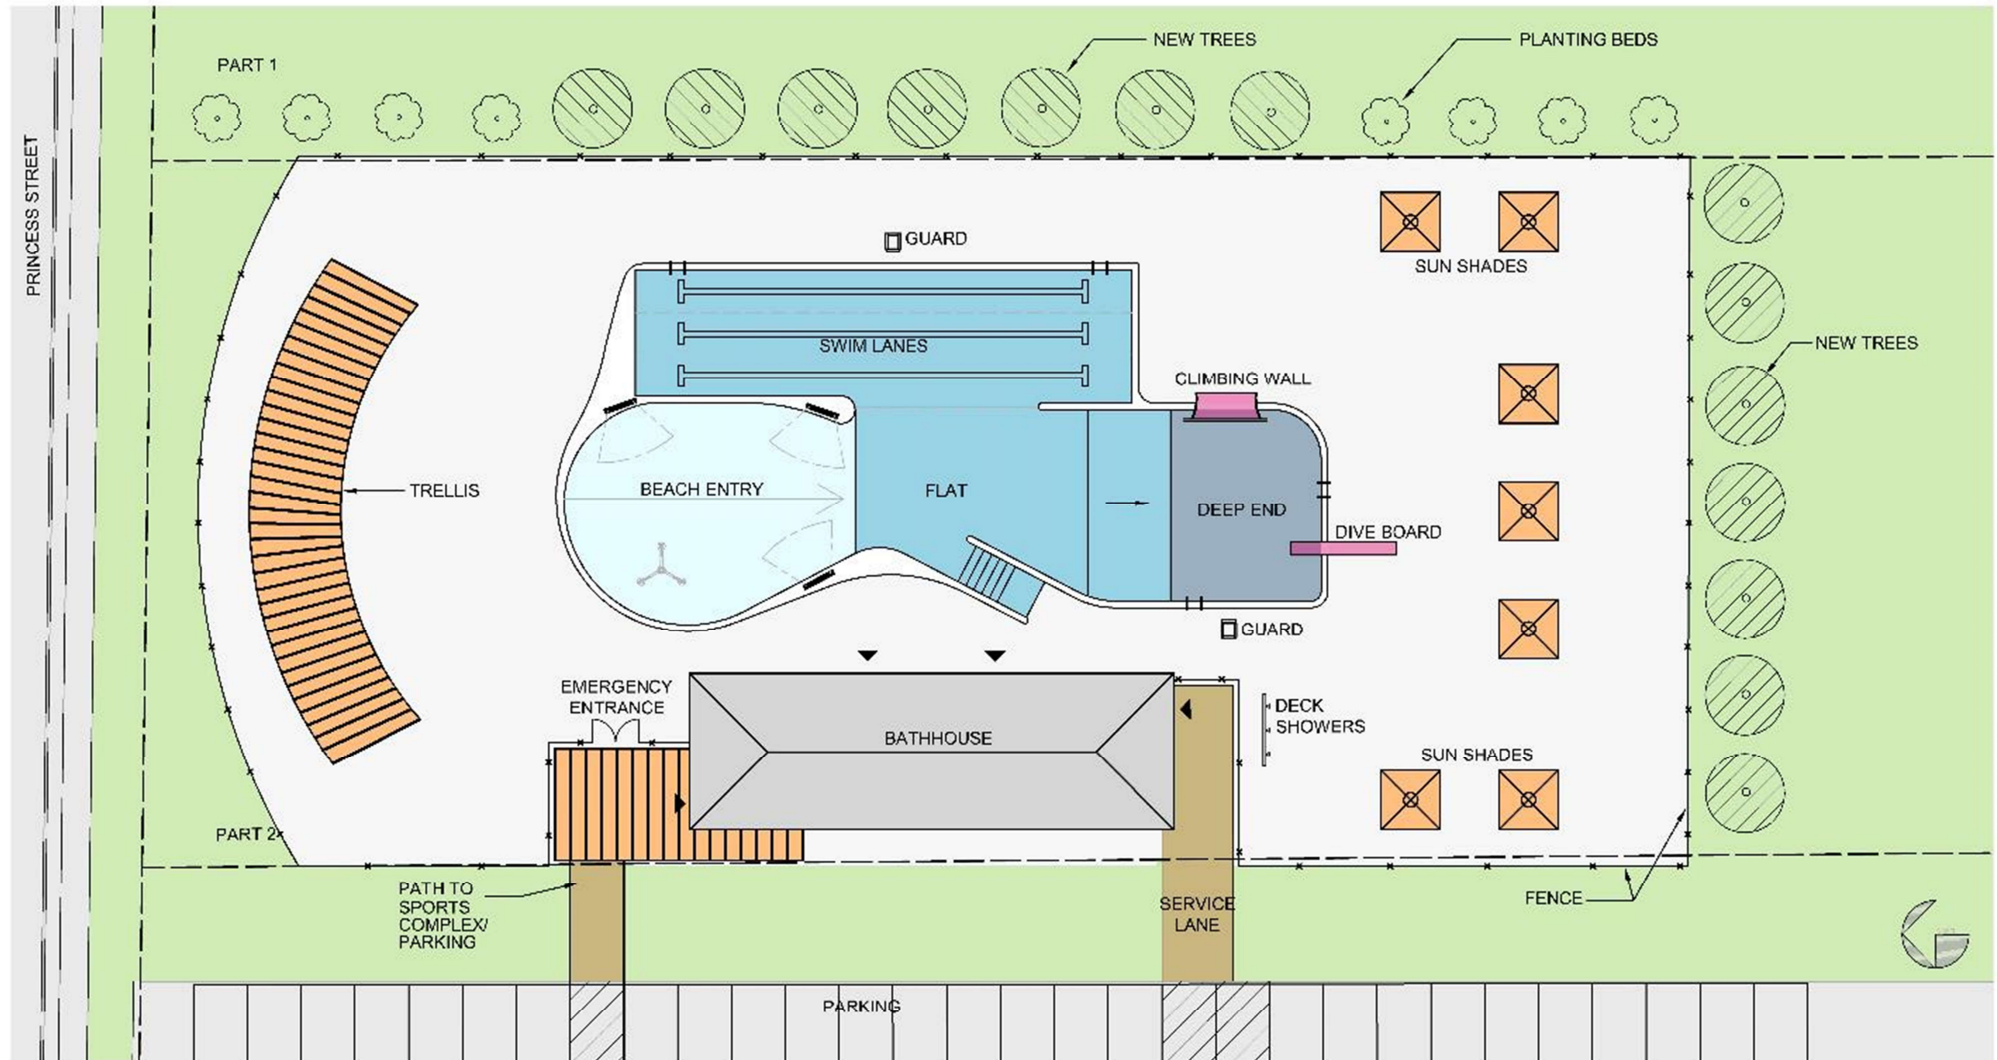 NEW TREES
PLANTING BEDS
PART 1
PRINCESS STREET
GUARD
SUN SHADES
SWIM LANES
NEW TREES
CLIMBING WALL
TRELLIS
BEACH ENTRY
FLAT
DEEP END
DIVE BOARD
GUARD
EMERGENCY
ENTRANCE
DECK
SHOWERS
BATHHOUSE
SUN SHADES
PART 2
PATH TO
SPORTS
COMPLEX/
PARKING
SERVICE
LANE
FENCE
PARKING